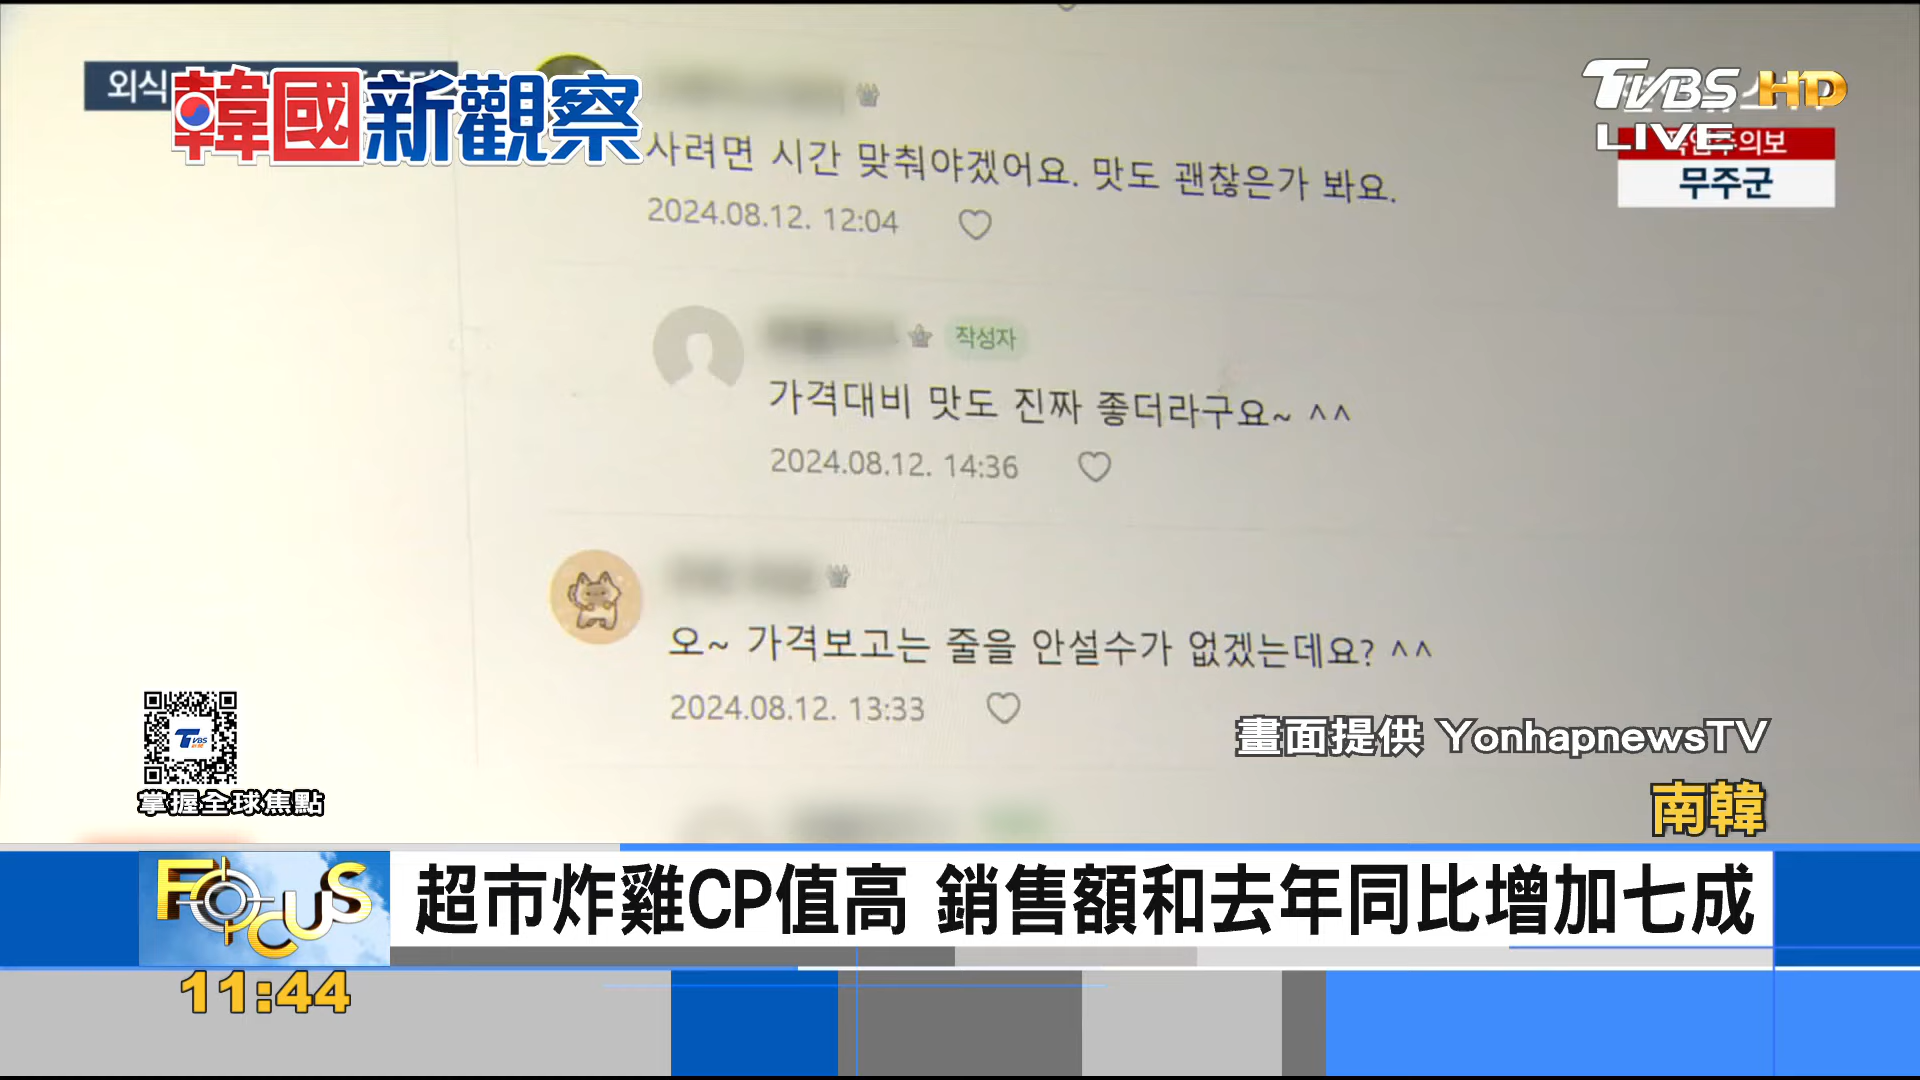 외식
韓國新觀察
TVBS HD
LIVE
주의보
무주군
사려면 시간 맞춰야겠어요. 맛도 괜찮은가 봐요.
2024.08.12. 12:04
작성자
가격대비 맛도 진짜 좋더라구요~ ^^
2024.08.12. 14:36
오~ 가격보고는 줄을 안설수가 없겠는데요? ^^
2024.08.12. 13:33
TVBS
畫面提供 YonhapnewsTV
掌握全球焦點
南韓
FOCUS
超市炸雞CP值高 銷售額和去年同比增加七成
11:44